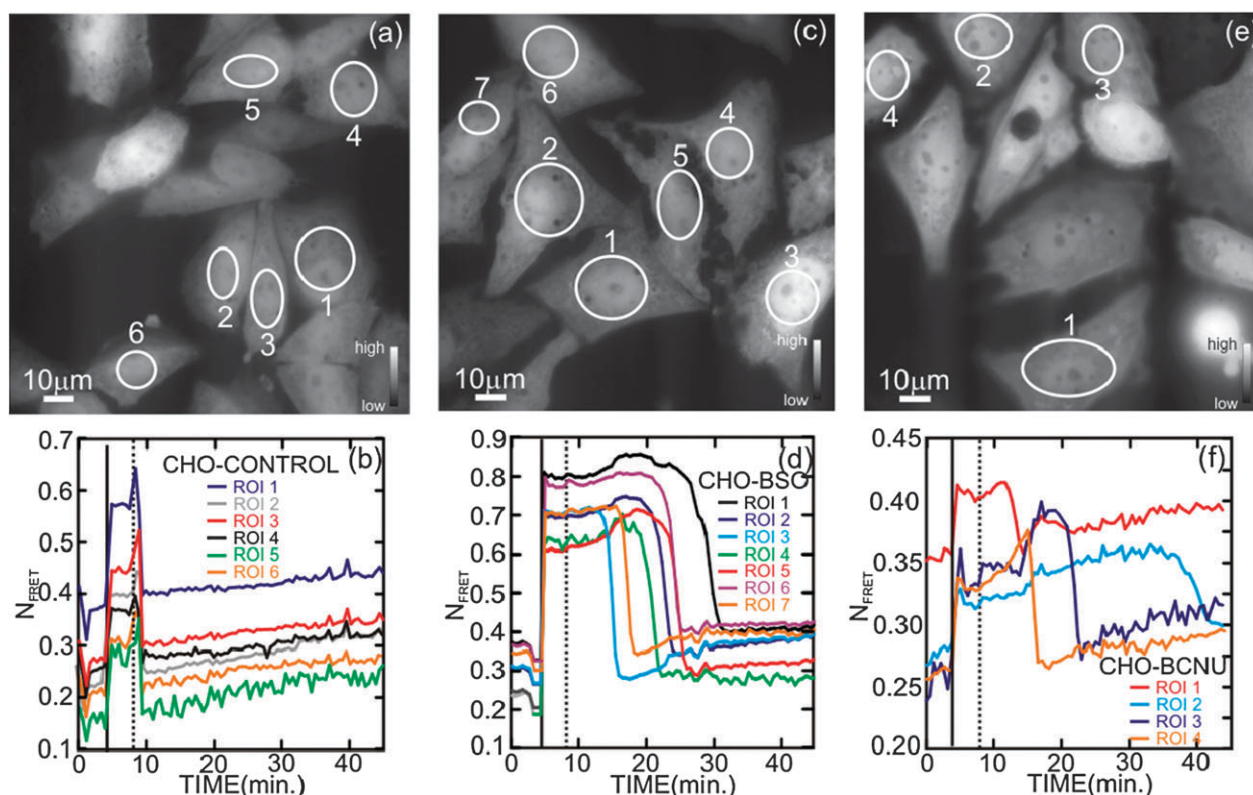 (a)
5
4
2
3
1
6
high
low
10μm
(c)
7
6
2
4
5
1
3
high
low
10μm
(e)
4
2
3
1
high
low
10μm
(b)
CHO-CONTROL
ROI 1
ROI 2
ROI 3
ROI 4
ROI 5
ROI 6
0.7
0.6
0.5
0.4
0.3
0.2
0.1
NFRET
0 10 20 30 40
TIME(min.)
(d)
CHO-BSO
ROI 1
ROI 2
ROI 3
ROI 4
ROI 5
ROI 6
ROI 7
0.9
0.8
0.7
0.6
0.5
0.4
0.3
0.2
0.1
NFRET
0 10 20 30 40
TIME(min.)
(f)
CHO-BCNU
ROI 1
ROI 2
ROI 3
ROI 4
0.45
0.40
0.35
0.30
0.25
0.20
NFRET
0 10 20 30 40
TIME(min.)